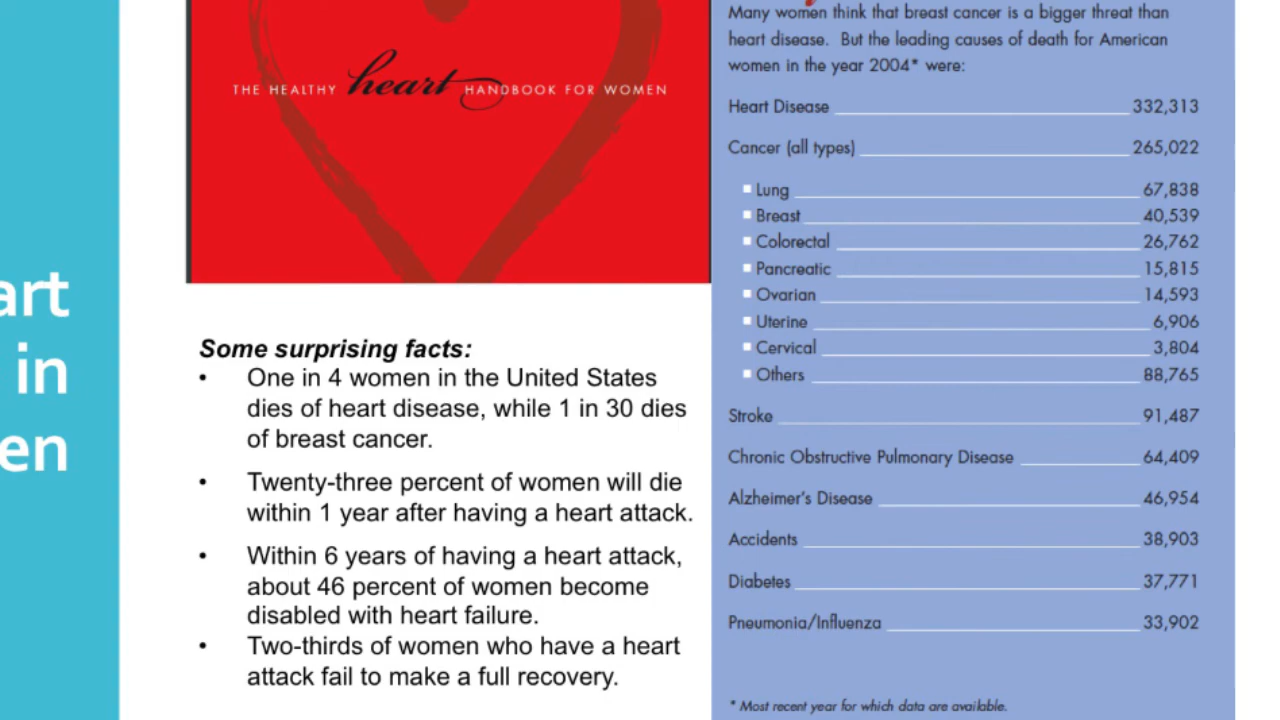 art
in
en
THE HEALTHY heart HANDBOOK FOR WOMEN
Some surprising facts:
• One in 4 women in the United States
dies of heart disease, while 1 in 30 dies
of breast cancer.
• Twenty-three percent of women will die
within 1 year after having a heart attack.
• Within 6 years of having a heart attack,
about 46 percent of women become
disabled with heart failure.
• Two-thirds of women who have a heart
attack fail to make a full recovery.
Many women think that breast cancer is a bigger threat than
heart disease. But the leading causes of death for American
women in the year 2004* were:
Heart Disease 332,313
Cancer (all types) 265,022
Lung 67,838
Breast 40,539
Colorectal 26,762
Pancreatic 15,815
Ovarian 14,593
Uterine 6,906
Cervical 3,804
Others 88,765
Stroke 91,487
Chronic Obstructive Pulmonary Disease 64,409
Alzheimer's Disease 46,954
Accidents 38,903
Diabetes 37,771
Pneumonia/Influenza 33,902
* Most recent year for which data are available.